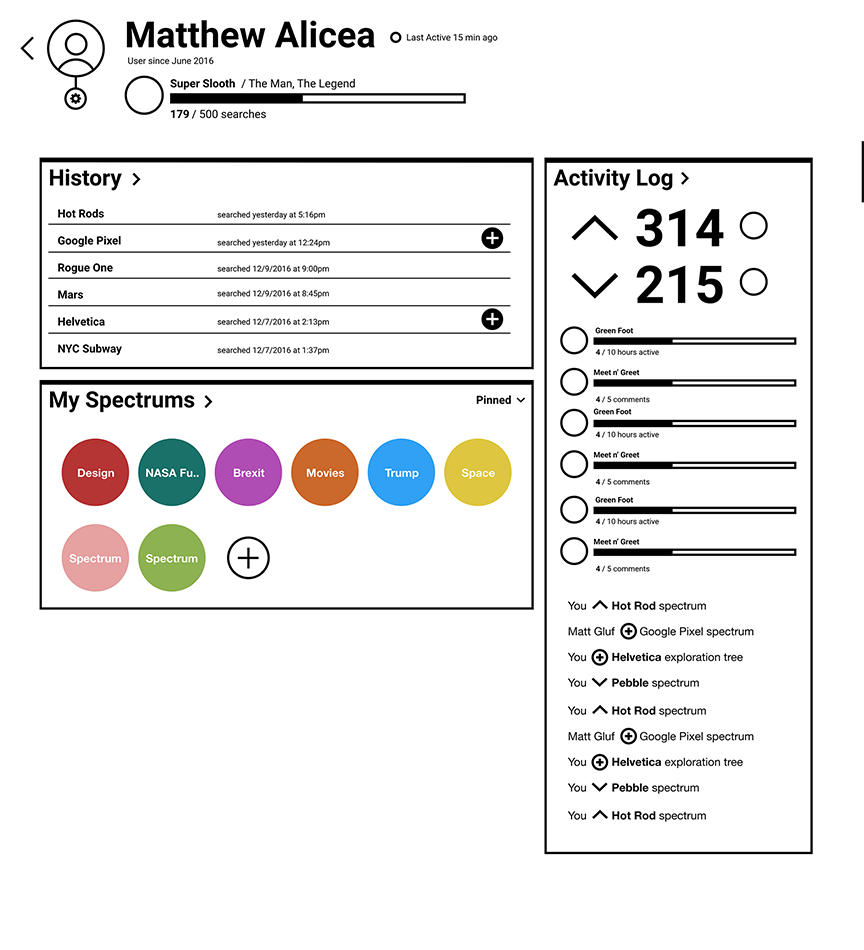 Matthew Alicea
Last Active 15 min ago
User since June 2016
Super Slooth / The Man, The Legend
179 / 500 searches
History
Hot Rods searched yesterday at 5:16pm
Google Pixel searched yesterday at 12:24pm
Rogue One searched 12/9/2016 at 9:00pm
Mars searched 12/9/2016 at 8:45pm
Helvetica searched 12/7/2016 at 2:13pm
NYC Subway searched 12/7/2016 at 1:37pm
My Spectrums
Pinned
Design
NASA Fu..
Brexit
Movies
Trump
Space
Spectrum
Spectrum
Activity Log
314
215
Green Foot
4 / 10 hours active
Meet n' Greet
4 / 5 comments
Green Foot
4 / 10 hours active
Meet n' Greet
4 / 5 comments
Green Foot
4 / 10 hours active
Meet n' Greet
4 / 5 comments
You Hot Rod spectrum
Matt Gluf Google Pixel spectrum
You Helvetica exploration tree
You Pebble spectrum
You Hot Rod spectrum
Matt Gluf Google Pixel spectrum
You Helvetica exploration tree
You Pebble spectrum
You Hot Rod spectrum